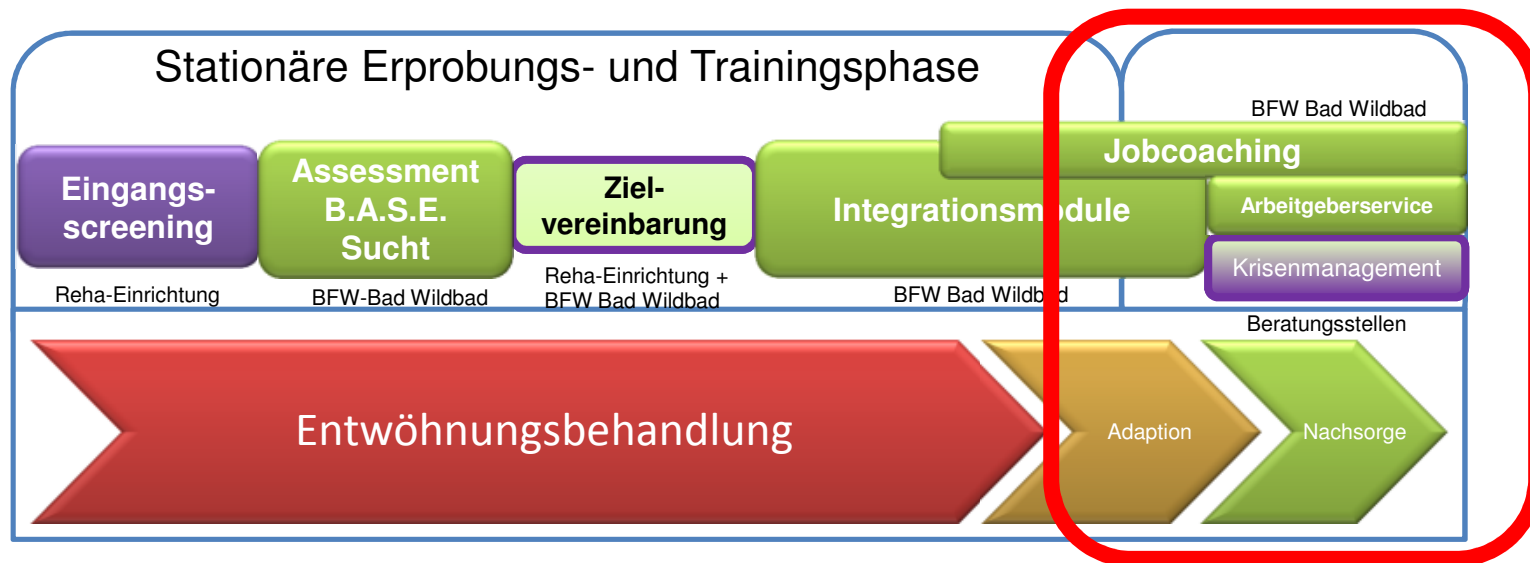 Stationäre Erprobungs- und Trainingsphase
BFW Bad Wildbad
Jobcoaching
Eingangs-
screening
Assessment
B.A.S.E.
Sucht
Ziel-
vereinbarung
Integrationsmodule
Arbeitgeberservice
Krisenmanagement
Reha-Einrichtung
BFW-Bad Wildbad
Reha-Einrichtung +
BFW Bad Wildbad
BFW Bad Wildbad
Beratungsstellen
Entwöhnungsbehandlung
Adaption
Nachsorge